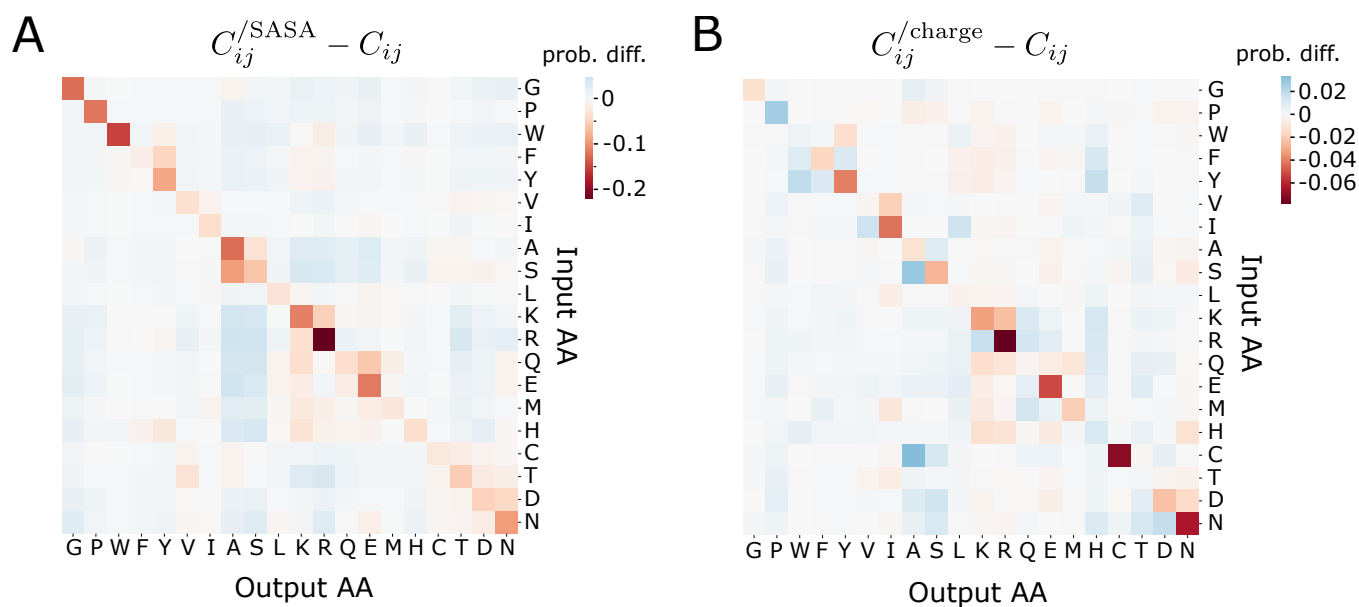 A
C_{ij}^{/SASA} − C_{ij}
prob. diff.
0
-0.1
-0.2
G
P
W
F
Y
V
I
A
S
L
K
R
Q
E
M
H
C
T
D
N
Input AA
G P W F Y V I A S L K R Q E M H C T D N
Output AA
B
C_{ij}^{/charge} − C_{ij}
prob. diff.
0.02
0
-0.02
-0.04
-0.06
G
P
W
F
Y
V
I
A
S
L
K
R
Q
E
M
H
C
T
D
N
Input AA
G P W F Y V I A S L K R Q E M H C T D N
Output AA